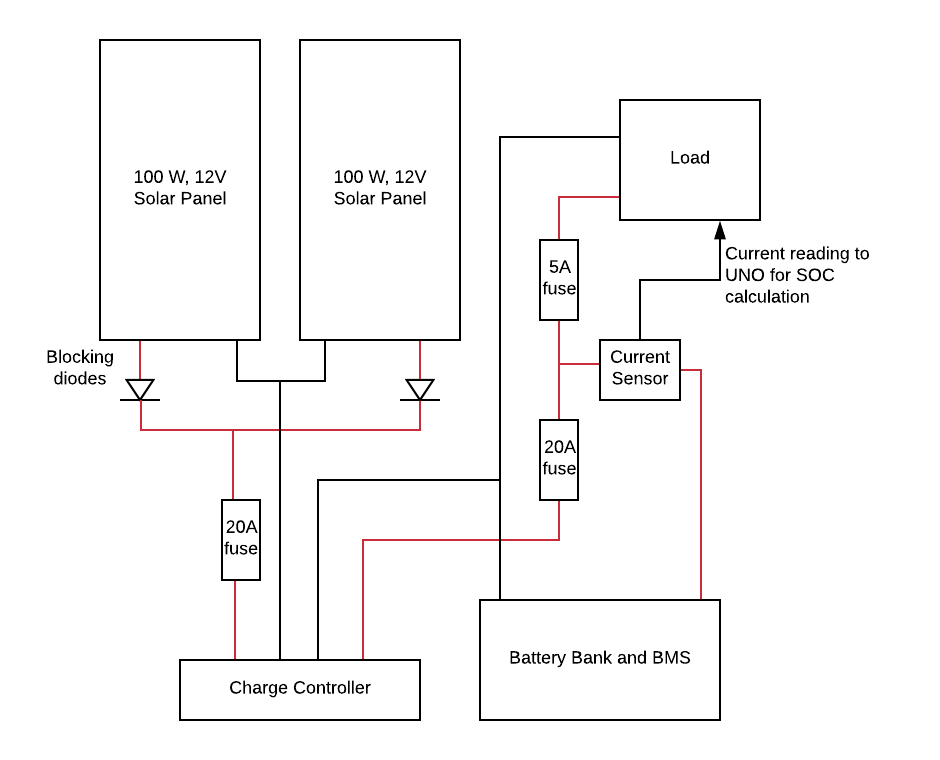 100 W, 12V
Solar Panel
100 W, 12V
Solar Panel
Load
Current reading to
UNO for SOC
calculation
5A
fuse
Blocking
diodes
Current
Sensor
20A
fuse
20A
fuse
Charge Controller
Battery Bank and BMS